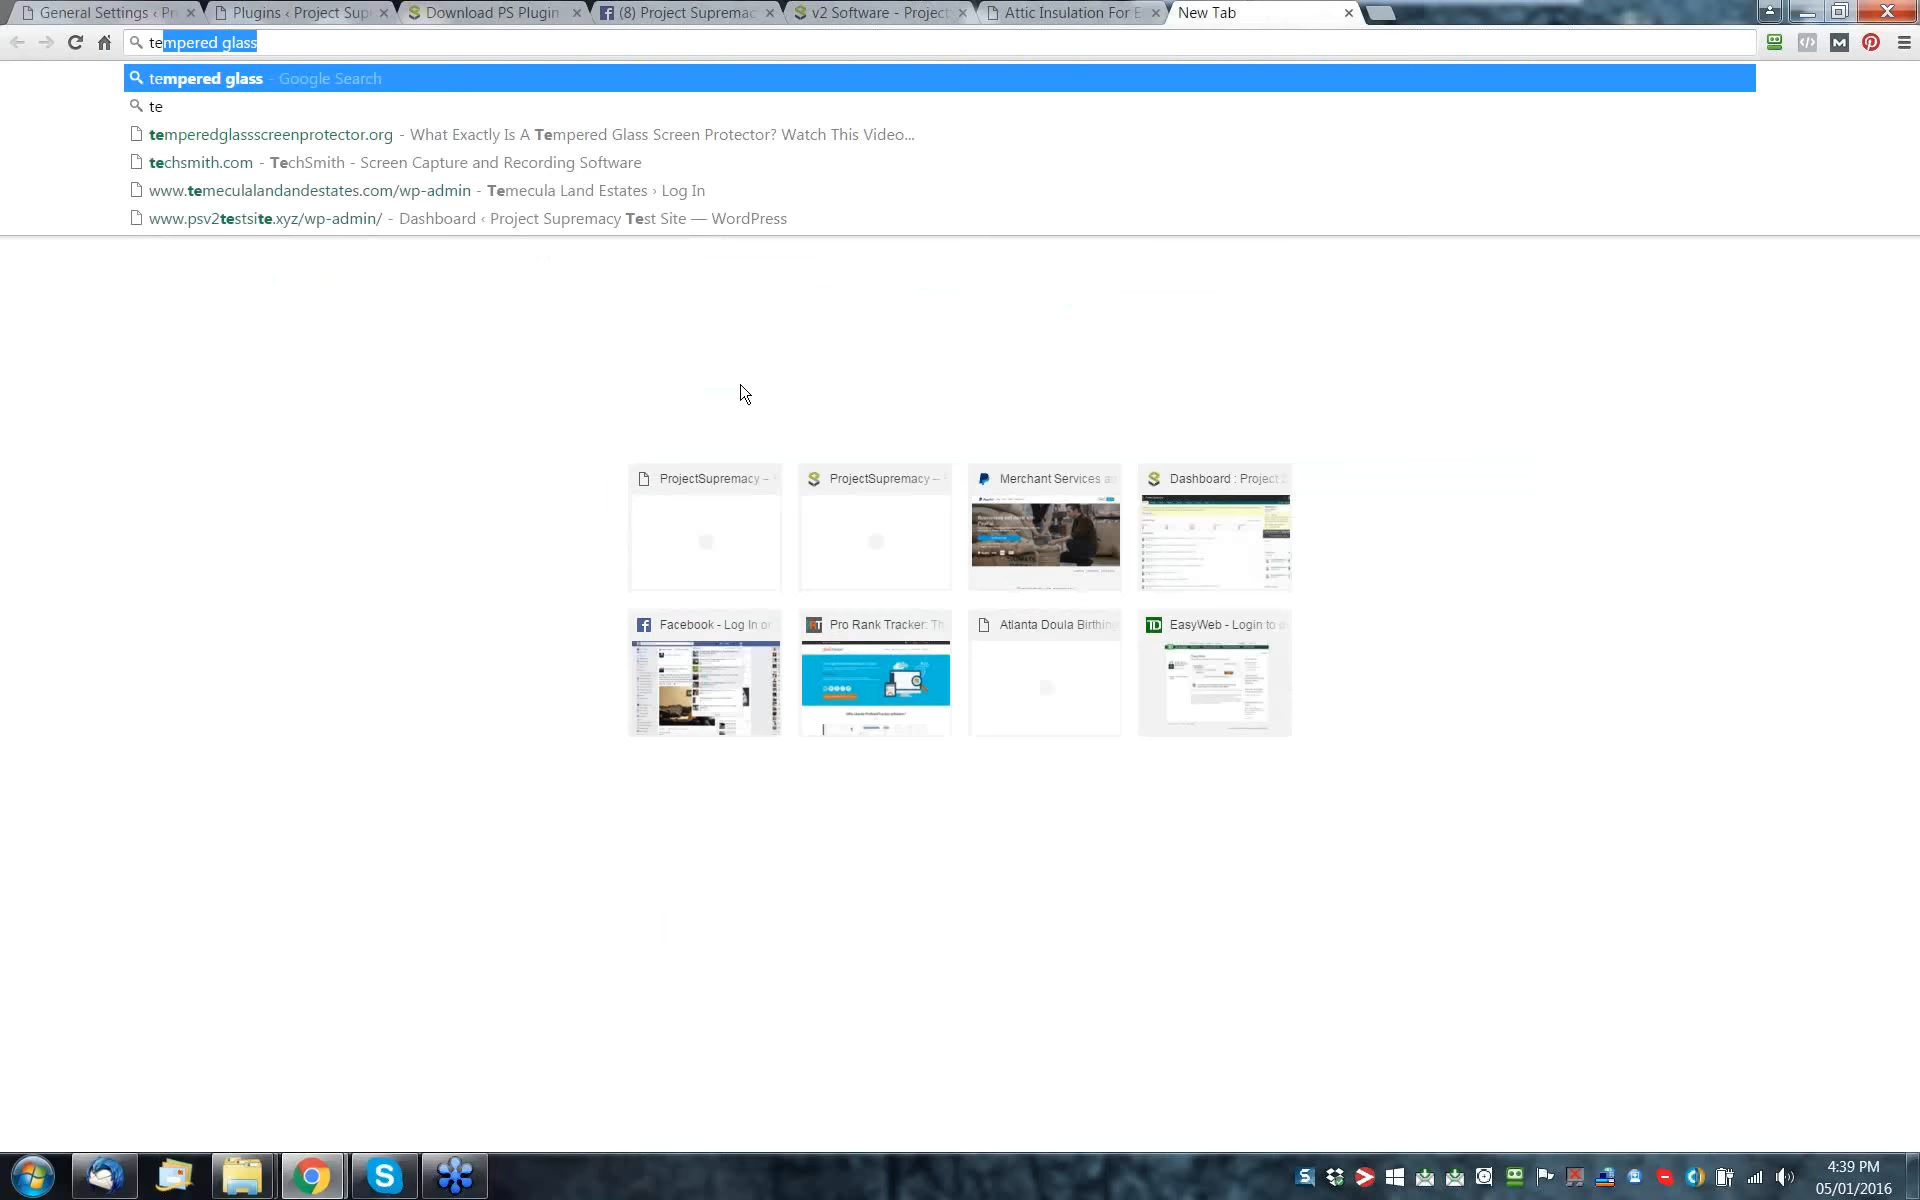 General Settings ‹ Pr
Plugins ‹ Project Sup
Download PS Plugin
(8) Project Supremac
v2 Software - Project
Attic Insulation For E
New Tab
tempered glass
tempered glass - Google Search
te
temperedglassscreenprotector.org - What Exactly Is A Tempered Glass Screen Protector? Watch This Video...
techsmith.com - TechSmith - Screen Capture and Recording Software
www.temeculalandandestates.com/wp-admin - Temecula Land Estates › Log In
www.psv2testsite.xyz/wp-admin/ - Dashboard ‹ Project Supremacy Test Site — WordPress
ProjectSupremacy –
ProjectSupremacy –
Merchant Services a
Dashboard : Project
Facebook - Log In o
Pro Rank Tracker: Th
Atlanta Doula Birthing
EasyWeb - Login to
4:39 PM
05/01/2016